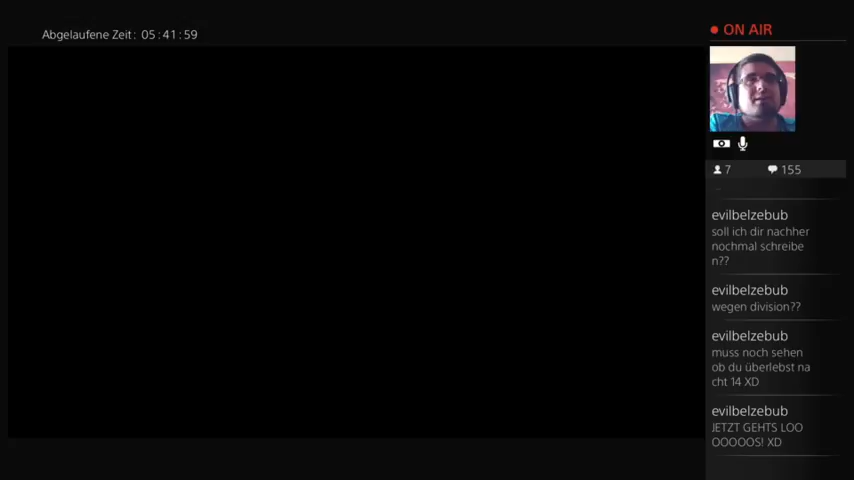 Abgelaufene Zeit: 05:41:59
ON AIR
7 155
evilbelzebub
soll ich dir nachher
nochmal schreibe
n??
evilbelzebub
wegen division??
evilbelzebub
muss noch sehen
ob du überlebst na
cht 14 XD
evilbelzebub
JETZT GEHTS LOO
OOOOOS! XD